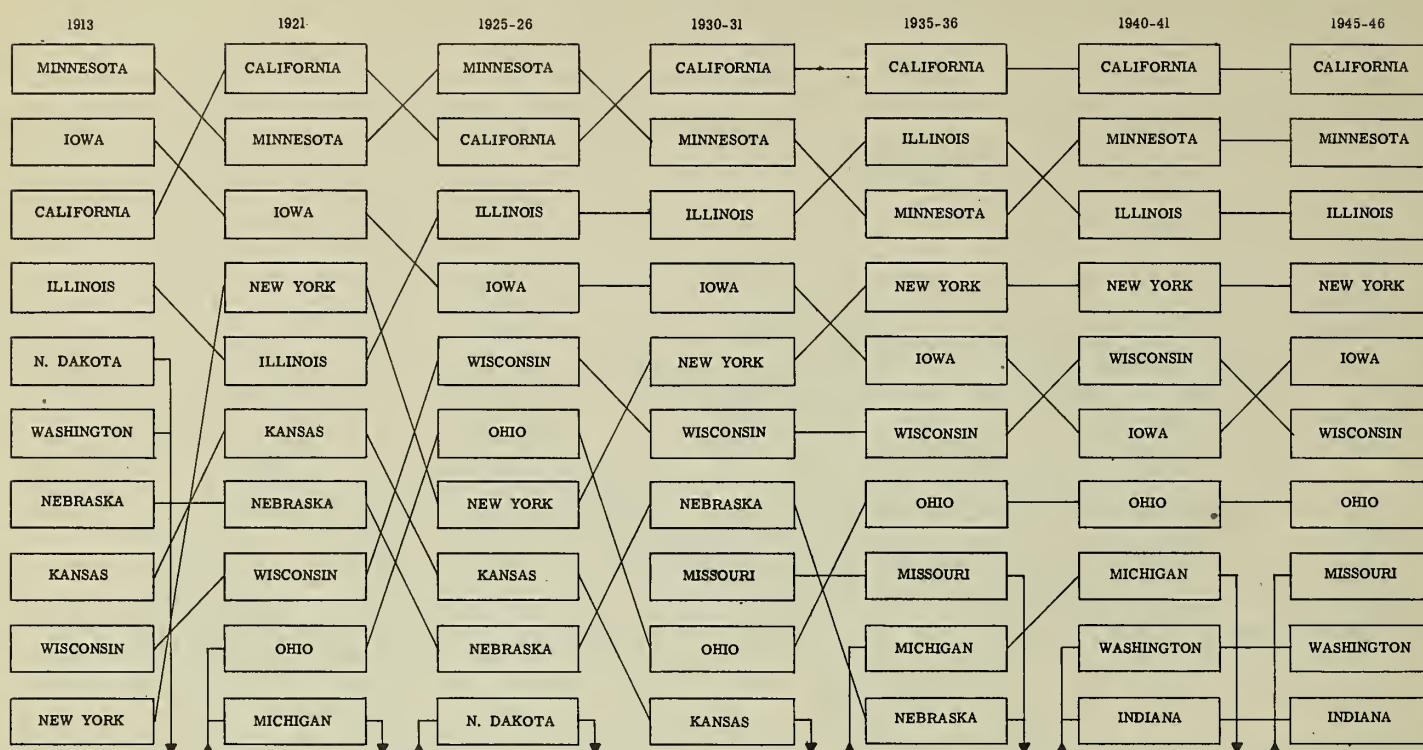 1913 1921 1925-26 1930-31 1935-36 1940-41 1945-46
MINNESOTA CALIFORNIA MINNESOTA CALIFORNIA CALIFORNIA CALIFORNIA CALIFORNIA
IOWA MINNESOTA CALIFORNIA MINNESOTA ILLINOIS MINNESOTA MINNESOTA
CALIFORNIA IOWA ILLINOIS ILLINOIS MINNESOTA ILLINOIS ILLINOIS
ILLINOIS NEW YORK IOWA IOWA NEW YORK NEW YORK NEW YORK
N. DAKOTA ILLINOIS WISCONSIN NEW YORK IOWA WISCONSIN IOWA
WASHINGTON KANSAS OHIO WISCONSIN WISCONSIN IOWA WISCONSIN
NEBRASKA NEBRASKA NEW YORK NEBRASKA OHIO OHIO OHIO
KANSAS WISCONSIN KANSAS MISSOURI MISSOURI MICHIGAN MISSOURI
WISCONSIN OHIO NEBRASKA OHIO MICHIGAN WASHINGTON WASHINGTON
NEW YORK MICHIGAN N. DAKOTA KANSAS NEBRASKA INDIANA INDIANA